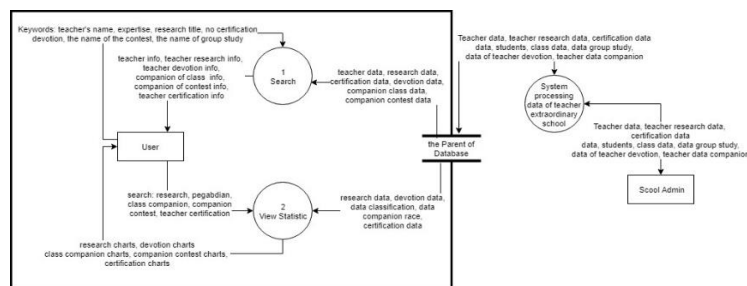 Keywords: teacher's name, expertise, research title, no certification
devotion, the name of the contest, the name of group study
teacher info, teacher research info,
teacher devotion info,
companion of class info,
companion of contest info,
teacher certification info
1
Search
teacher data, research data,
certification data, devotion data,
companion class data,
companion contest data
User
the Parent of
Database
search: research, pegabdian,
class companion, companion
contest, teacher certification
2
View Statistic
research data, devotion data,
data classification, data
companion race,
certification data
research charts, devotion charts
class companion charts, companion contest charts,
certification charts
Teacher data, teacher research data, certification data
data, students, class data, data group study,
data of teacher devotion, teacher data companion
System
processing
data of teacher
extraordinary
school
Teacher data, teacher research data,
certification data
data, students, class data, data group study,
data of teacher devotion, teacher data companion
Scool Admin